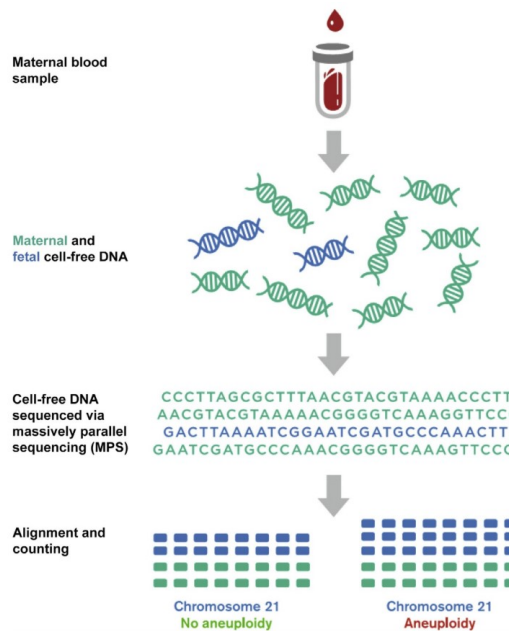 Maternal blood
sample
Maternal and
fetal cell-free DNA
Cell-free DNA
sequenced via
massively parallel
sequencing (MPS)
CCCTTAGCGCTTTAACGTACGTAAAACCCTT
AACGTACGTAAAAACGGGGTCAAAGGTTCC
GACTTAAAATCGGAATCGATGCCCAAACTT
GAATCGATGCCCAAACGGGGTCAAAGTTCCC
Alignment and
counting
Chromosome 21
No aneuploidy
Chromosome 21
Aneuploidy